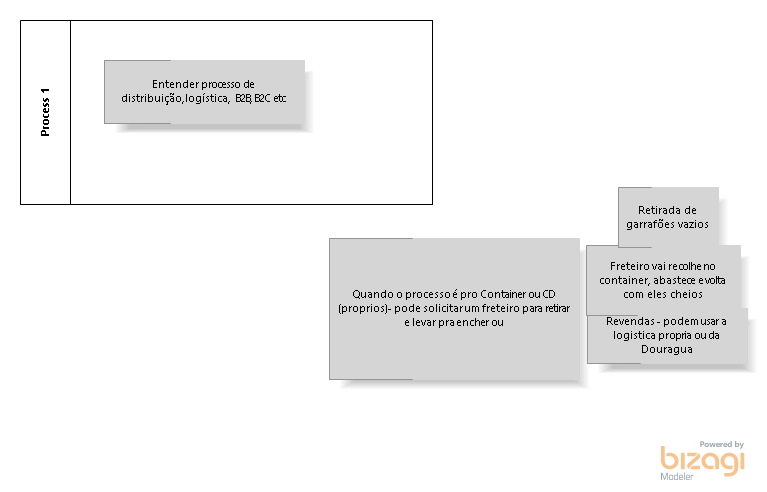 Process 1
Entender processo de
distribuição, logística, B2B, B2C etc
Retirada de
garrafões vazios
Quando o processo é pro Container ou CD
(proprios)- pode solicitar um freteiro para retirar
e levar pra encher ou
Freteiro vai recolhe no
container, abastece e volta
com eles cheios
Revendas - podem usar a
logistica propria ou da
Douragua
Powered by
bizagi
Modeler